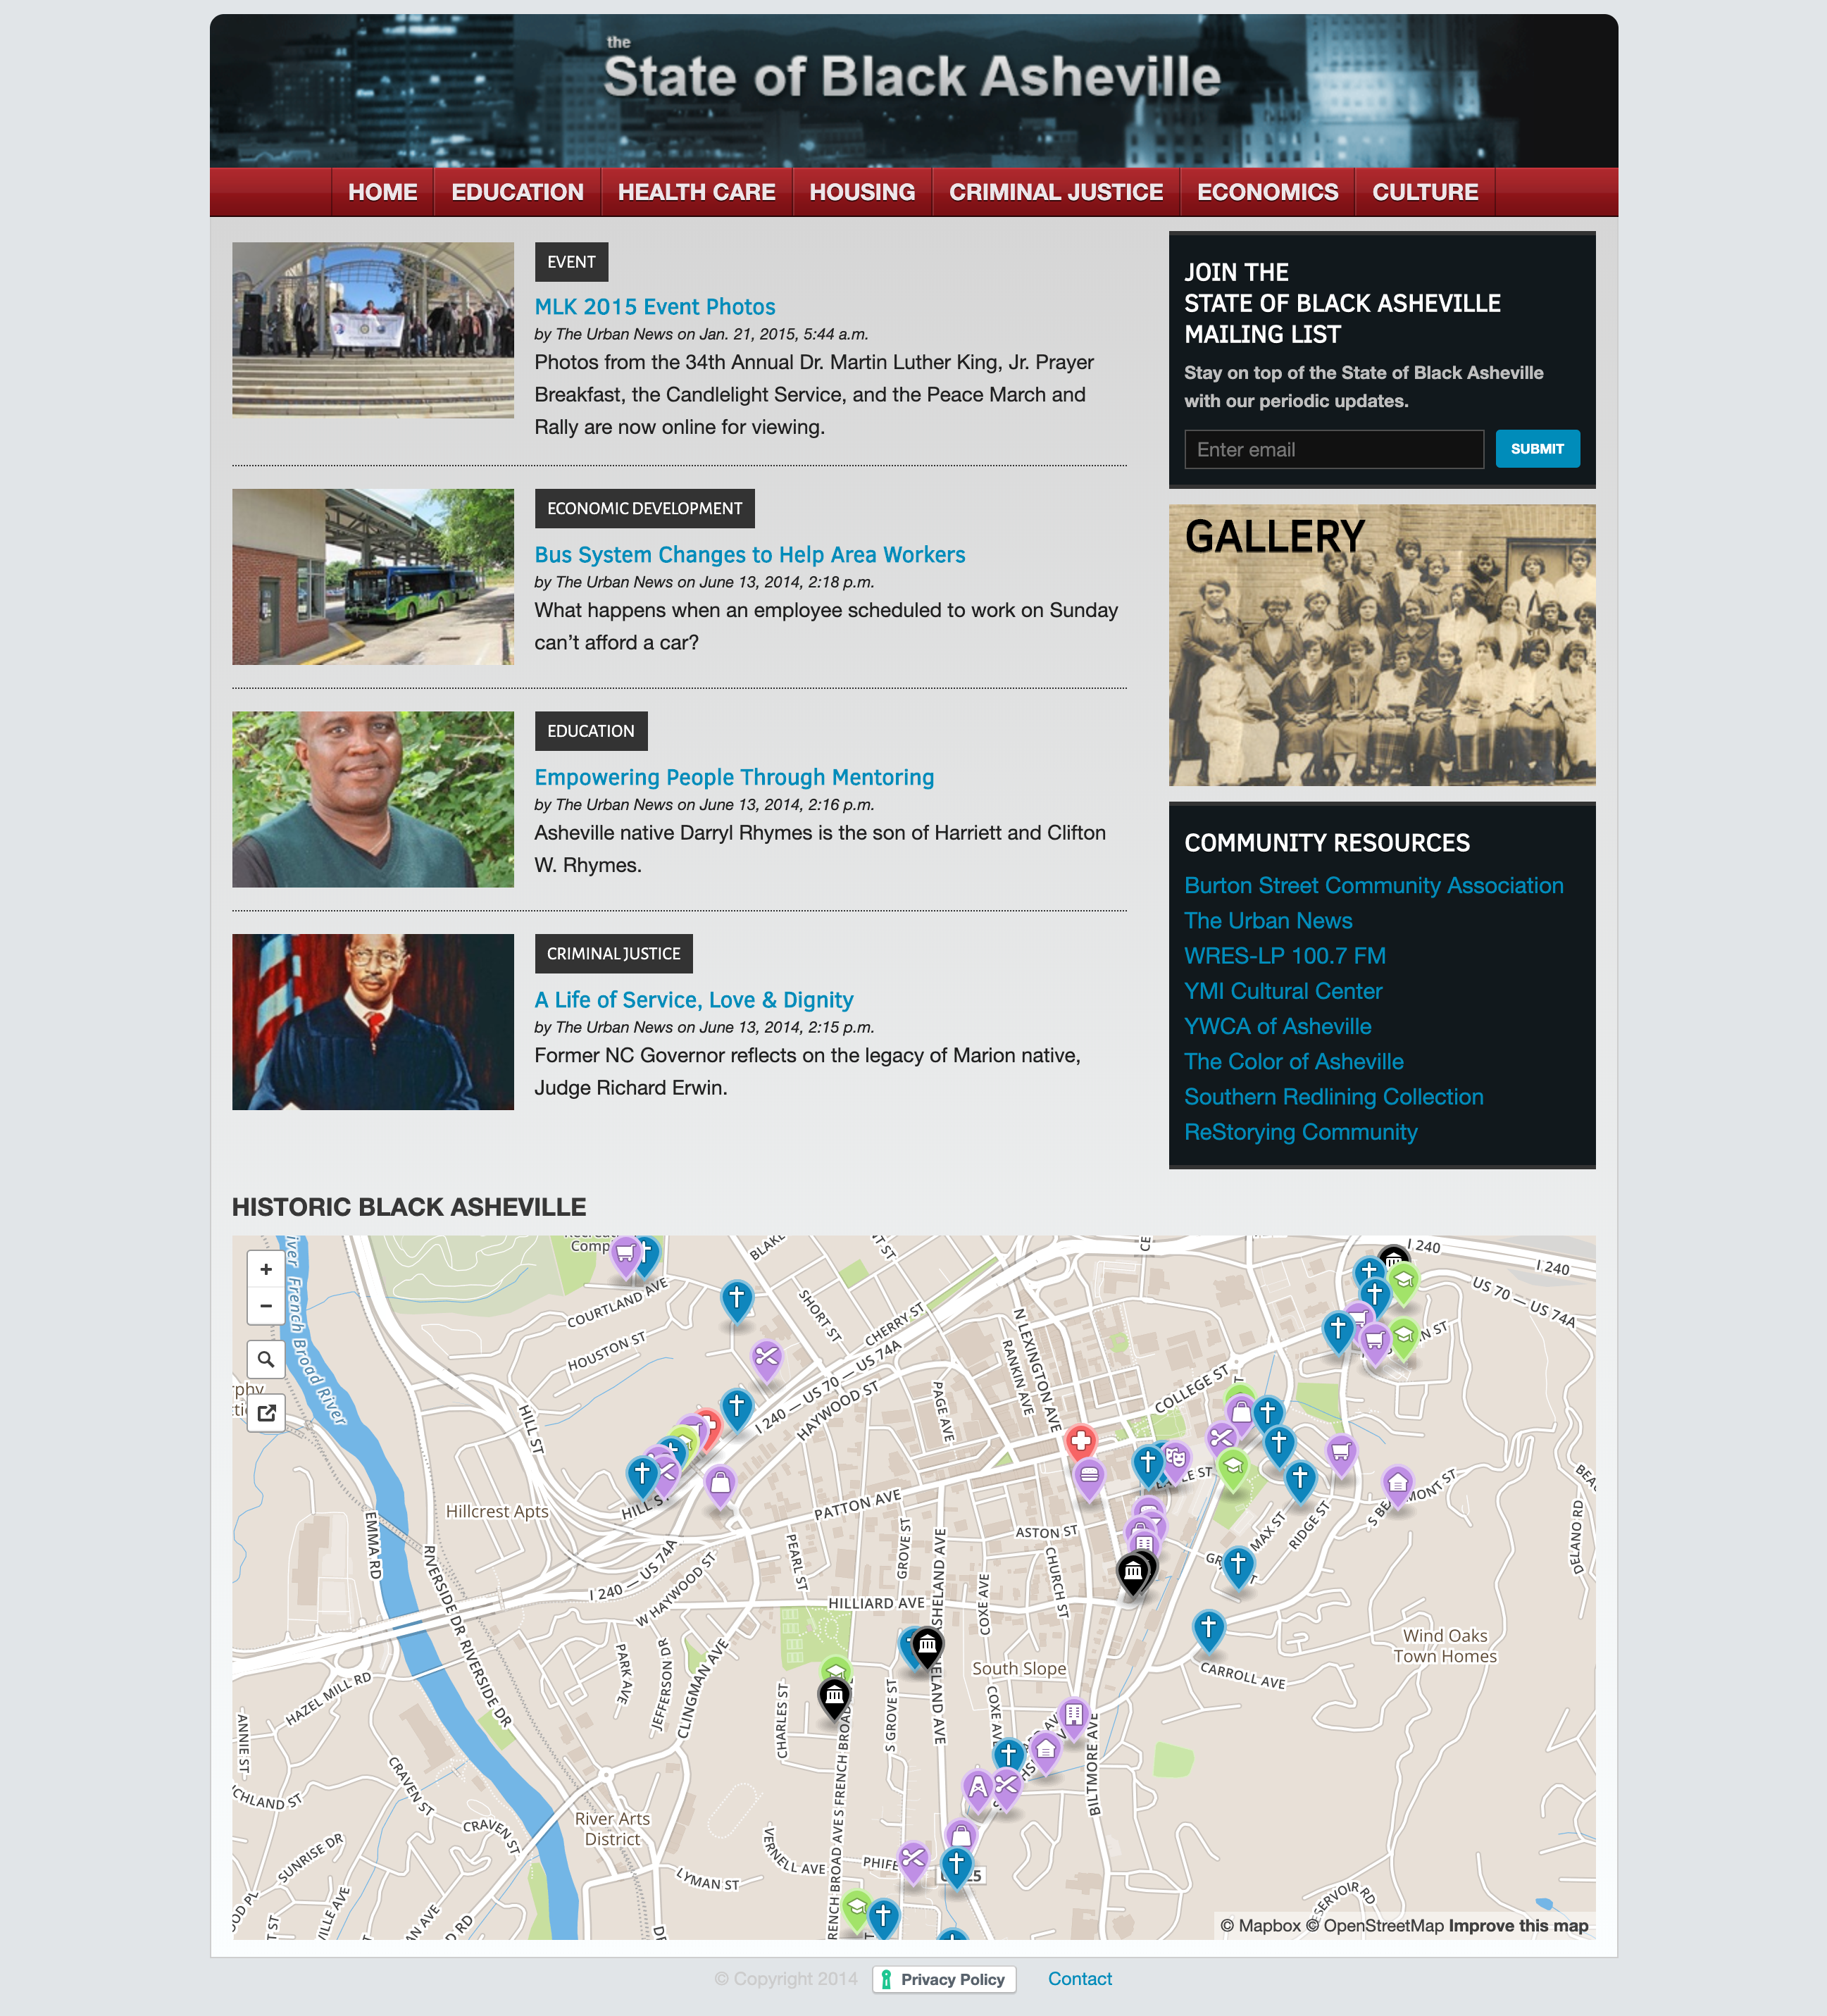 the
State of Black Asheville
HOME
EDUCATION
HEALTH CARE
HOUSING
CRIMINAL JUSTICE
ECONOMICS
CULTURE
EVENT
MLK 2015 Event Photos
by The Urban News on Jan. 21, 2015, 5:44 a.m.
Photos from the 34th Annual Dr. Martin Luther King, Jr. Prayer
Breakfast, the Candlelight Service, and the Peace March and
Rally are now online for viewing.
ECONOMIC DEVELOPMENT
Bus System Changes to Help Area Workers
by The Urban News on June 13, 2014, 2:18 p.m.
What happens when an employee scheduled to work on Sunday
can’t afford a car?
EDUCATION
Empowering People Through Mentoring
by The Urban News on June 13, 2014, 2:16 p.m.
Asheville native Darryl Rhymes is the son of Harriett and Clifton
W. Rhymes.
CRIMINAL JUSTICE
A Life of Service, Love & Dignity
by The Urban News on June 13, 2014, 2:15 p.m.
Former NC Governor reflects on the legacy of Marion native,
Judge Richard Erwin.
JOIN THE
STATE OF BLACK ASHEVILLE
MAILING LIST
Stay on top of the State of Black Asheville
with our periodic updates.
Enter email
SUBMIT
GALLERY
COMMUNITY RESOURCES
Burton Street Community Association
The Urban News
WRES-LP 100.7 FM
YMI Cultural Center
YWCA of Asheville
The Color of Asheville
Southern Redlining Collection
ReStorying Community
HISTORIC BLACK ASHEVILLE
+
−
French Broad River
COURTLAND AVE
HOUSTON ST
SHORT ST
CHERRY ST
I 240 — US 70 — US 74A
HAYWOOD ST
N LEXINGTON AVE
RANKIN AVE
PAGE AVE
COLLEGE ST
I 240
I 240
US 70 — US 74A
HILL ST
HILL ST
Hillcrest Apts
EMMA RD
RIVERSIDE DR
RIVERSIDE DR
PATTON AVE
I 240 — US 74A
W HAYWOOD ST
PEARL ST
GROVE ST
ASHELAND AVE
ASTON ST
COXE AVE
CHURCH ST
MAX ST
RIDGE ST
DELANO RD
HILLIARD AVE
HAZEL MILL RD
PARK AVE
JEFFERSON DR
CLINGMAN AVE
CHARLES ST
S GROVE ST
South Slope
COXE AVE
BILTMORE AVE
CARROLL AVE
Wind Oaks
Town Homes
ANNIE ST
CRAVEN ST
CRAVEN ST
SUNRISE DR
River Arts
District
LYMAN ST
VERNELL AVE
S FRENCH BROAD AVE
© Mapbox © OpenStreetMap Improve this map
© Copyright 2014
Privacy Policy
Contact